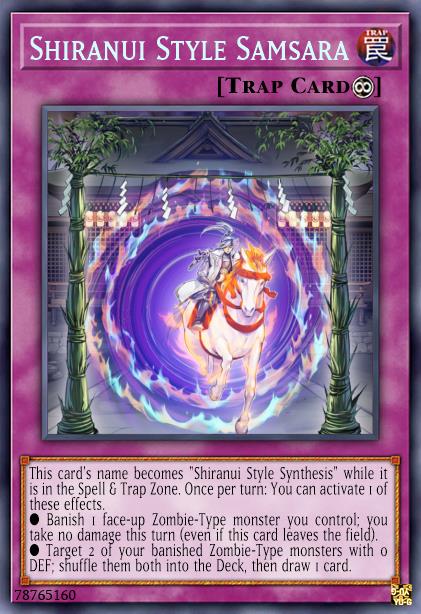 Shiranui Style Samsara
TRAP
罠
[Trap Card♾]
This card's name becomes "Shiranui Style Synthesis" while it
is in the Spell & Trap Zone. Once per turn: You can activate 1 of
these effects.
● Banish 1 face-up Zombie-Type monster you control; you
take no damage this turn (even if this card leaves the field).
● Target 2 of your banished Zombie-Type monsters with 0
DEF; shuffle them both into the Deck, then draw 1 card.
78765160